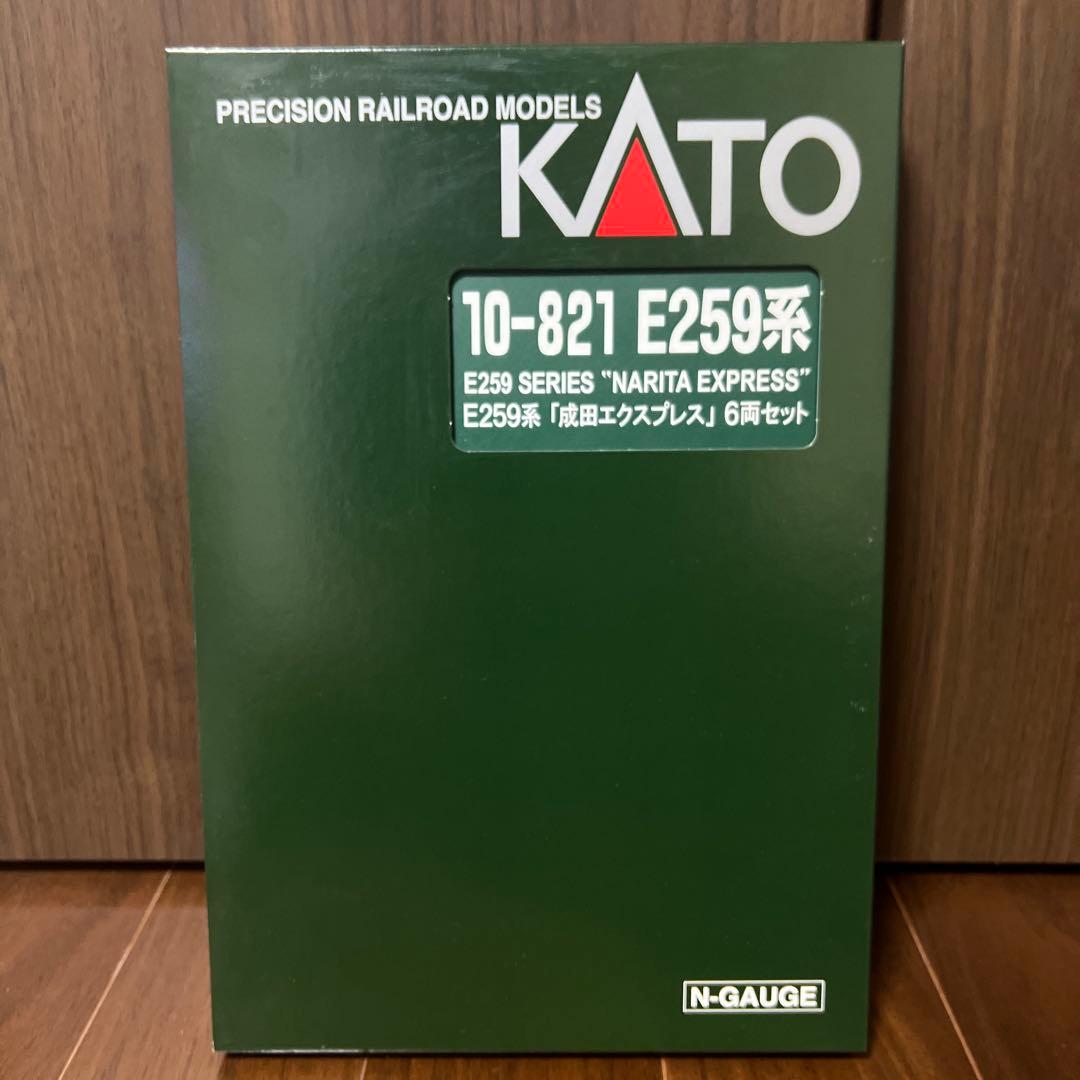 PRECISION RAILROAD MODELS
KATO
10-821 E259系
E259 SERIES "NARITA EXPRESS"
E259系「成田エクスプレス」6両セット
N-GAUGE